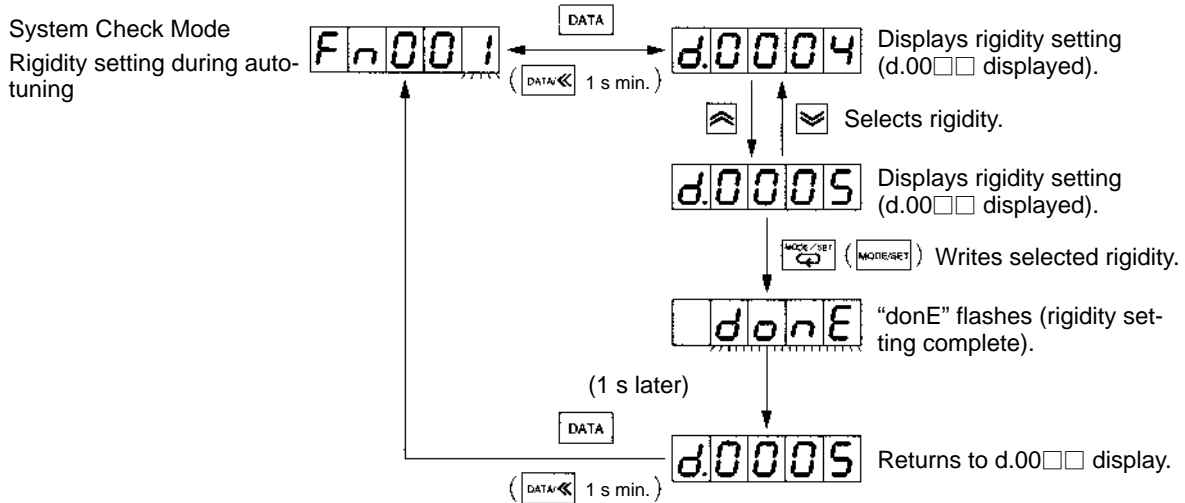 System Check Mode
Rigidity setting during auto-
tuning
Fn001
DATA
( DATA/≪ 1 s min. )
d.0004
Displays rigidity setting
(d.00□□ displayed).
Selects rigidity.
d.0005
Displays rigidity setting
(d.00□□ displayed).
MODE/SET ( MODE/SET ) Writes selected rigidity.
donE
“donE” flashes (rigidity set-
ting complete).
(1 s later)
DATA
( DATA/≪ 1 s min. )
d.0005
Returns to d.00□□ display.